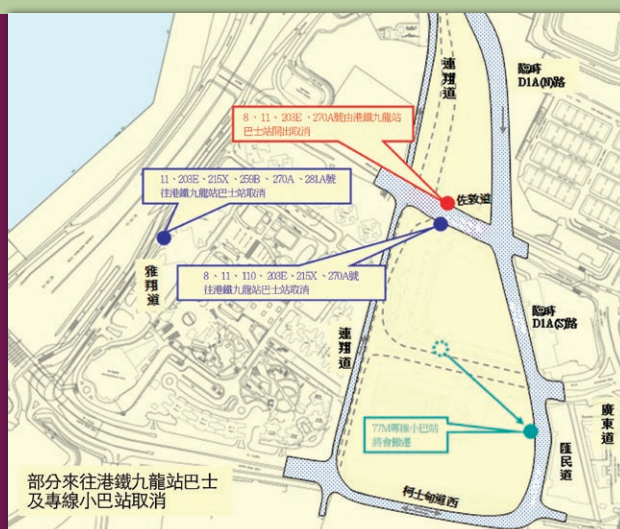 連翔道
臨時
D1A(N)路
8、11、203E、270A號由港鐵九龍站
巴士站開出取消
11、203E、215X、259B、270A、281A號
往港鐵九龍站巴士站取消
佐敦道
雅翔道
8、11、110、203E、215X、270A號
往港鐵九龍站巴士站取消
臨時
D1A(S)路
連翔道
77M專線小巴站
將會搬遷
廣東道
匯民道
柯士甸道西
部分來往港鐵九龍站巴士
及專線小巴站取消